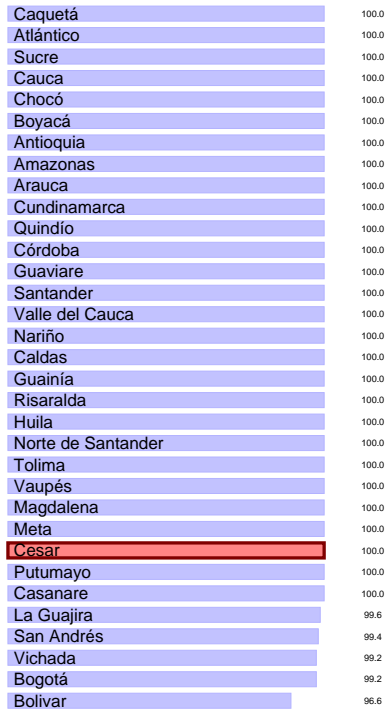 Caquetá 100.0
Atlántico 100.0
Sucre 100.0
Cauca 100.0
Chocó 100.0
Boyacá 100.0
Antioquia 100.0
Amazonas 100.0
Arauca 100.0
Cundinamarca 100.0
Quindío 100.0
Córdoba 100.0
Guaviare 100.0
Santander 100.0
Valle del Cauca 100.0
Nariño 100.0
Caldas 100.0
Guainía 100.0
Risaralda 100.0
Huila 100.0
Norte de Santander 100.0
Tolima 100.0
Vaupés 100.0
Magdalena 100.0
Meta 100.0
Cesar 100.0
Putumayo 100.0
Casanare 100.0
La Guajira 99.6
San Andrés 99.4
Vichada 99.2
Bogotá 99.2
Bolivar 96.6